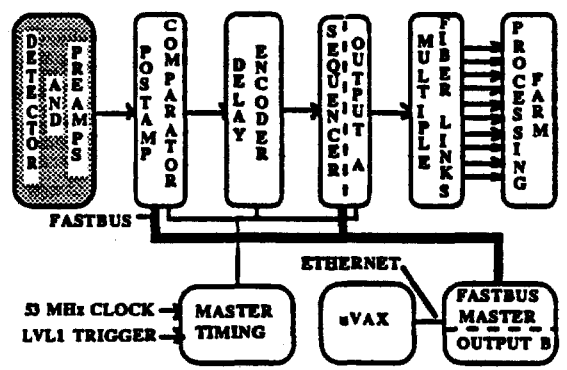 DETECTOR
AND
PREAMPS
POSTAMP
COMPARATOR
DELAY
ENCODER
SEQUENCER
OUTPUT A
MULTIPLE
FIBER LINKS
PROCESSING
FARM
FASTBUS
ETHERNET
53 MHz CLOCK
LVL1 TRIGGER
MASTER
TIMING
uVAX
FASTBUS
MASTER
OUTPUT B